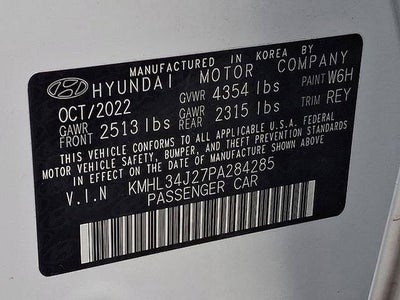 MANUFACTURED IN KOREA BY
HYUNDAI MOTOR COMPANY
OCT/2022 GVWR 4354 lbs PAINT W6H
GAWR FRONT 2513 lbs GAWR REAR 2315 lbs TRIM REY
THIS VEHICLE CONFORMS TO ALL APPLICABLE U.S.A. FEDERAL
MOTOR VEHICLE SAFETY, BUMPER, AND THEFT PREVENTION STANDARDS
IN EFFECT ON THE DATE OF MANUFACTURE SHOWN ABOVE.
V.I.N KMHL34J27PA284285
PASSENGER CAR